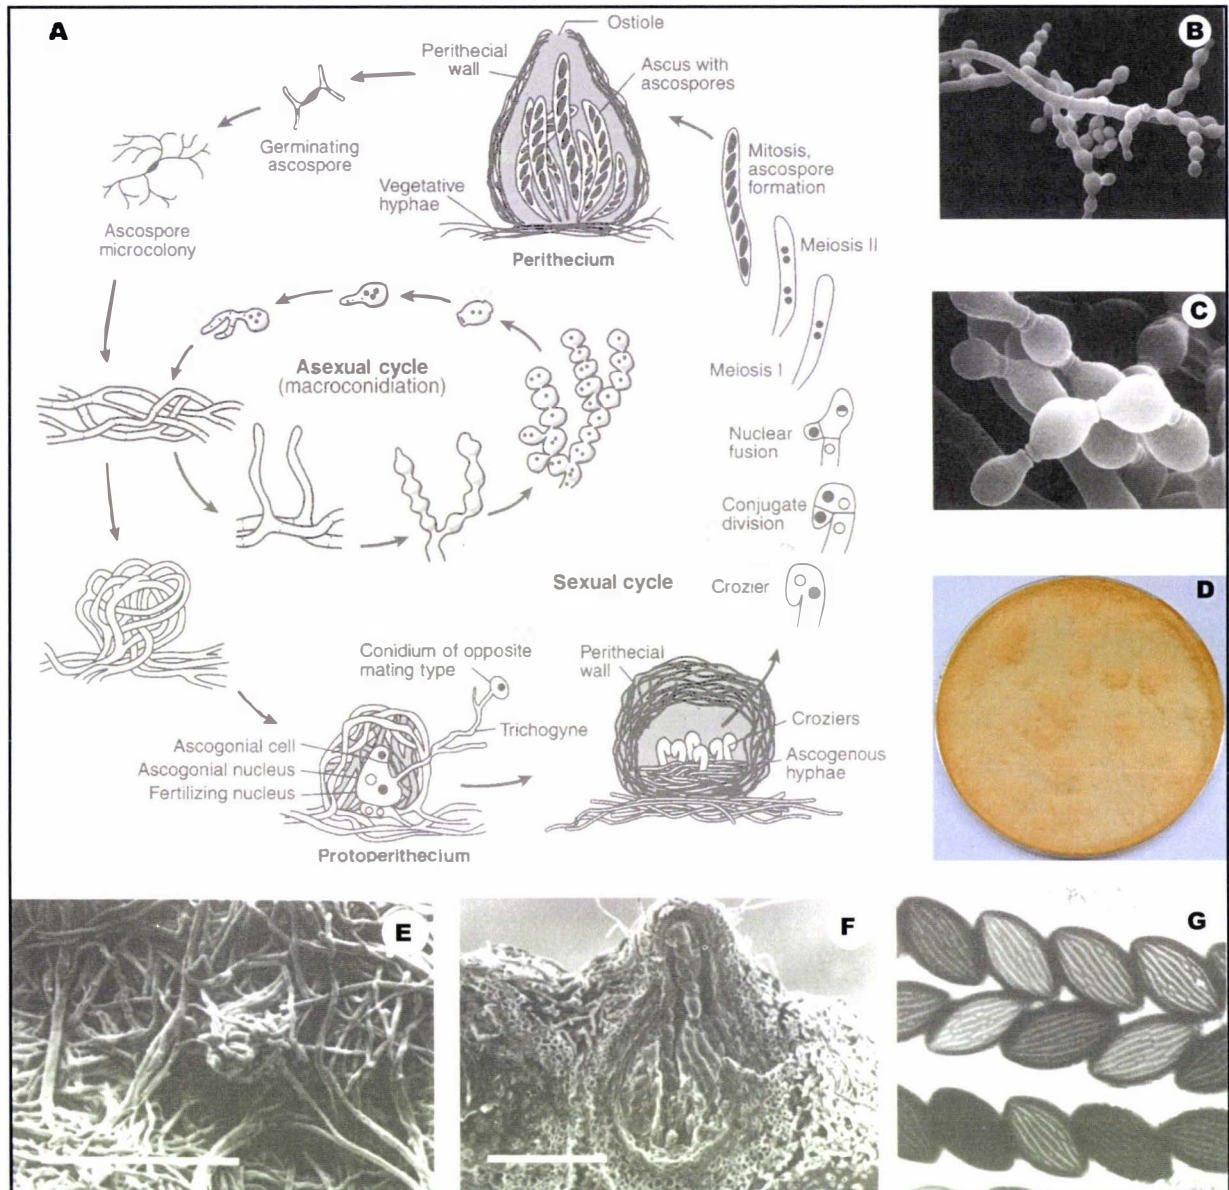 A
Ostiole
Perithecial
wall
Ascus with
ascospores
Germinating
ascospore
Mitosis,
ascospore
formation
Vegetative
hyphae
Ascospore
microcolony
Perithecium
Meiosis II
Asexual cycle
(macroconidiation)
Meiosis I
Nuclear
fusion
Conjugate
division
Sexual cycle
Crozier
Conidium of opposite
mating type
Perithecial
wall
Trichogyne
Croziers
Ascogonial cell
Ascogonial nucleus
Fertilizing nucleus
Ascogenous
hyphae
Protoperithecium
B
C
D
E
F
G